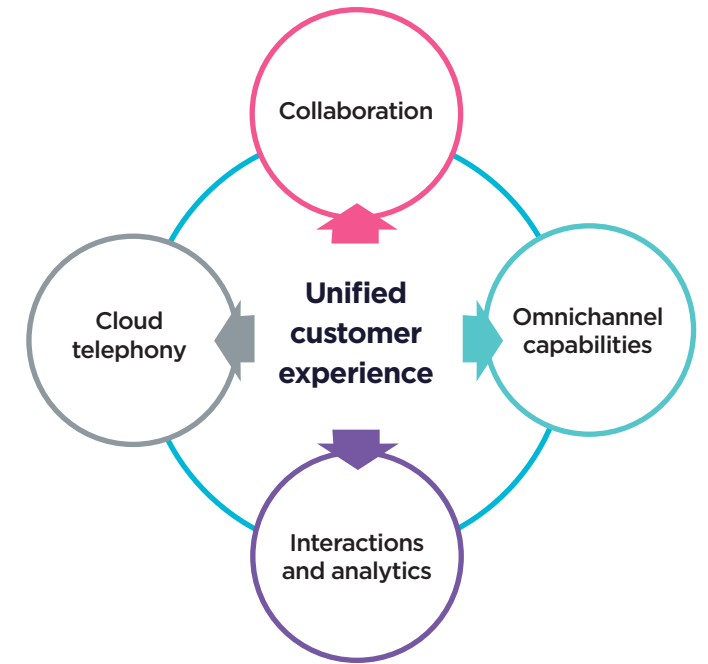 Collaboration
Cloud
telephony
Unified
customer
experience
Omnichannel
capabilities
Interactions
and analytics